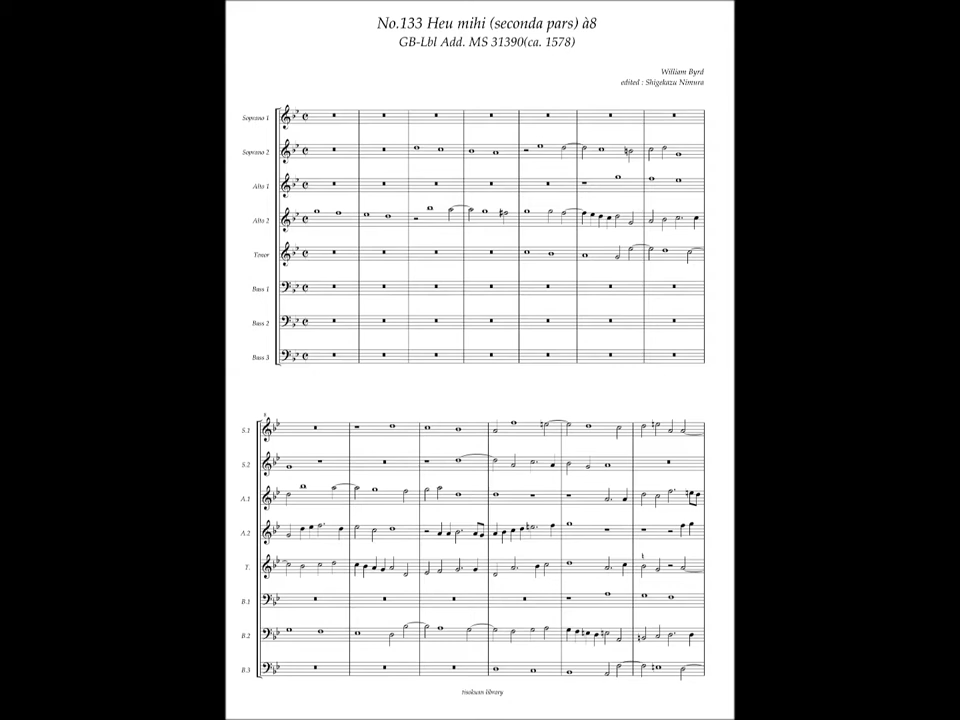 No.133 Heu mihi (seconda pars) à8
GB-Lbl Add. MS 31390(ca. 1578)
William Byrd
edited : Shigekazu Nimura
Soprano 1
Soprano 2
Alto 1
Alto 2
Tenor
Bass 1
Bass 2
Bass 3
8
S.1
S.2
A.1
A.2
T.
B.1
B.2
B.3
tsukuan library